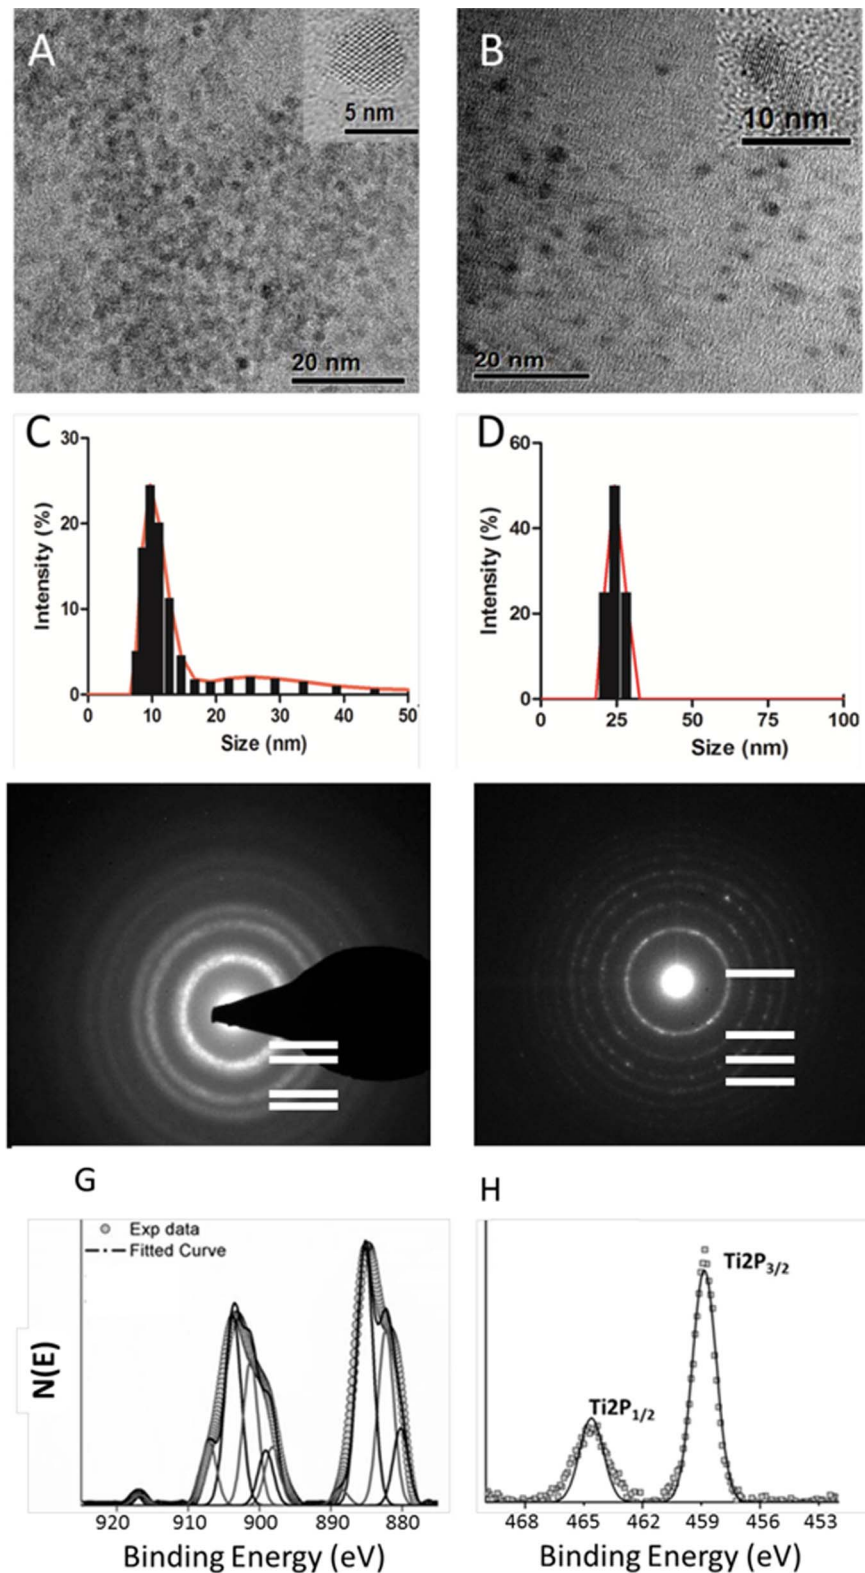 A
5 nm
20 nm
B
10 nm
20 nm
C
30
20
10
0
Intensity (%)
0 10 20 30 40 50
Size (nm)
D
60
40
20
0
Intensity (%)
0 25 50 75 100
Size (nm)
G
Exp data
Fitted Curve
N(E)
920 910 900 890 880
Binding Energy (eV)
H
Ti2P3/2
Ti2P1/2
468 465 462 459 456 453
Binding Energy (eV)